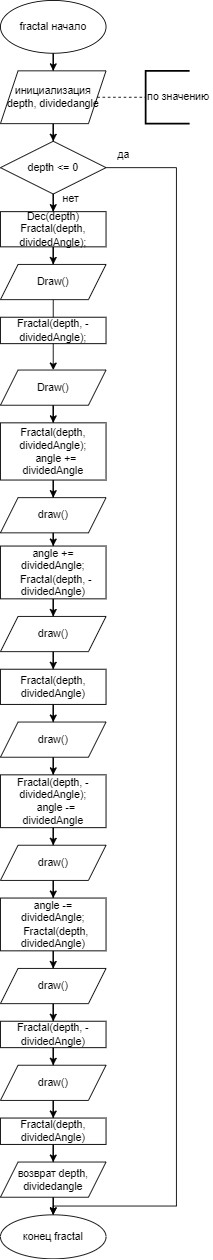 fractal начало
инициализация
depth, dividedangle
по значению
depth <= 0
да
нет
Dec(depth)
Fractal(depth,
dividedAngle);
Draw()
Fractal(depth, -
dividedAngle);
Draw()
Fractal(depth,
dividedAngle);
angle +=
dividedAngle
draw()
angle +=
dividedAngle;
Fractal(depth, -
dividedAngle)
draw()
Fractal(depth,
dividedAngle)
draw()
Fractal(depth, -
dividedAngle);
angle -=
dividedAngle
draw()
angle -=
dividedAngle;
Fractal(depth,
dividedAngle)
draw()
Fractal(depth, -
dividedAngle)
draw()
Fractal(depth,
dividedAngle)
возврат depth,
dividedangle
конец fractal